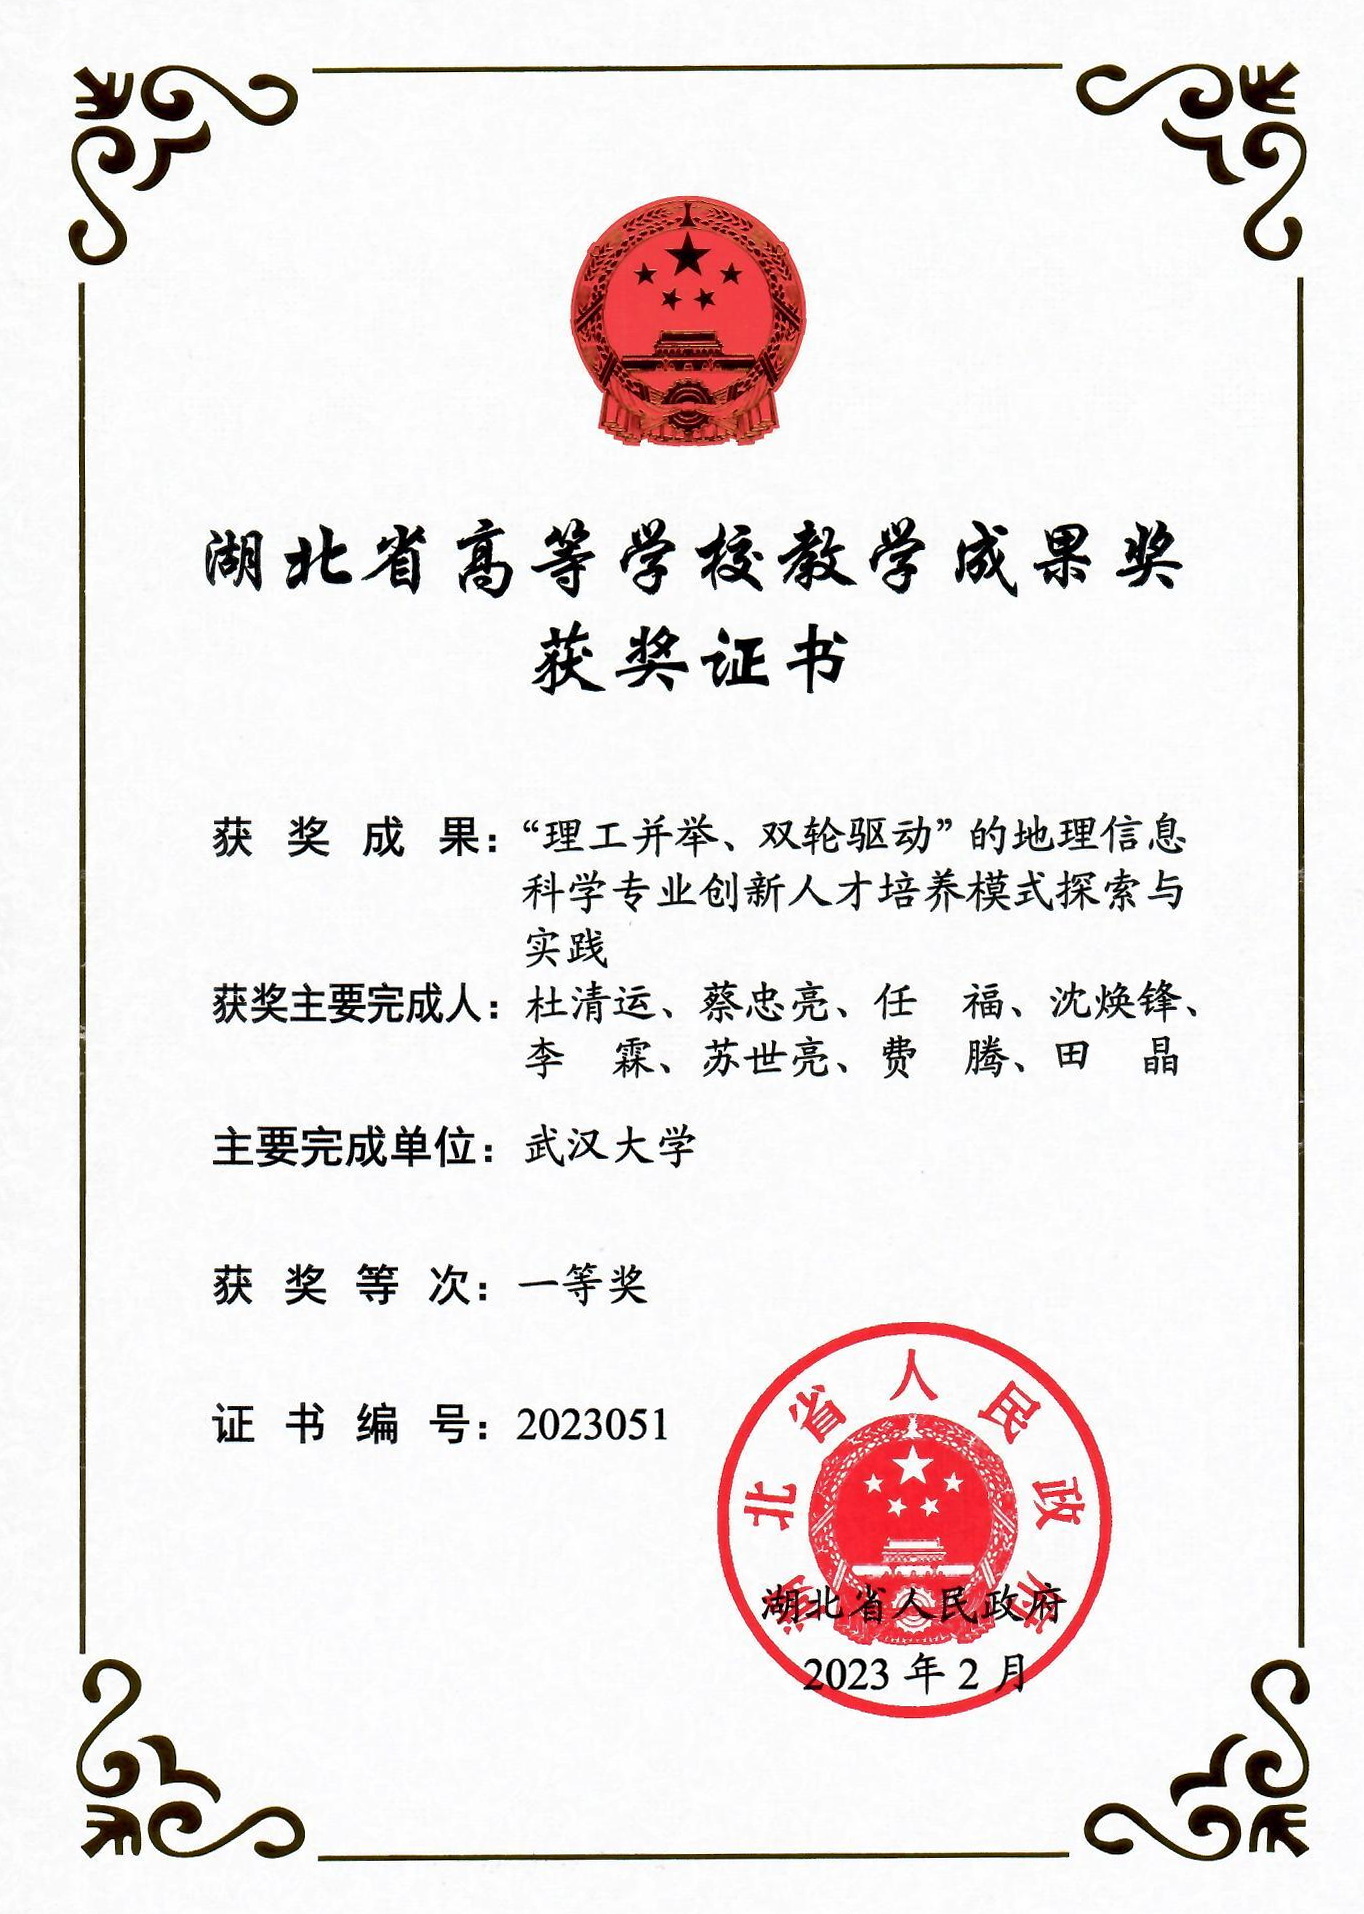 湖北省高等学校教学成果奖
获奖证书
获奖成果：“理工并举、双轮驱动”的地理信息
科学专业创新人才培养模式探索与
实践
获奖主要完成人：杜清运、蔡忠亮、任　福、沈焕锋、
李　霖、苏世亮、费　腾、田　晶
主要完成单位：武汉大学
获奖等次：一等奖
证书编号：2023051
湖北省人民政府
湖北省人民政府
2023 年 2 月